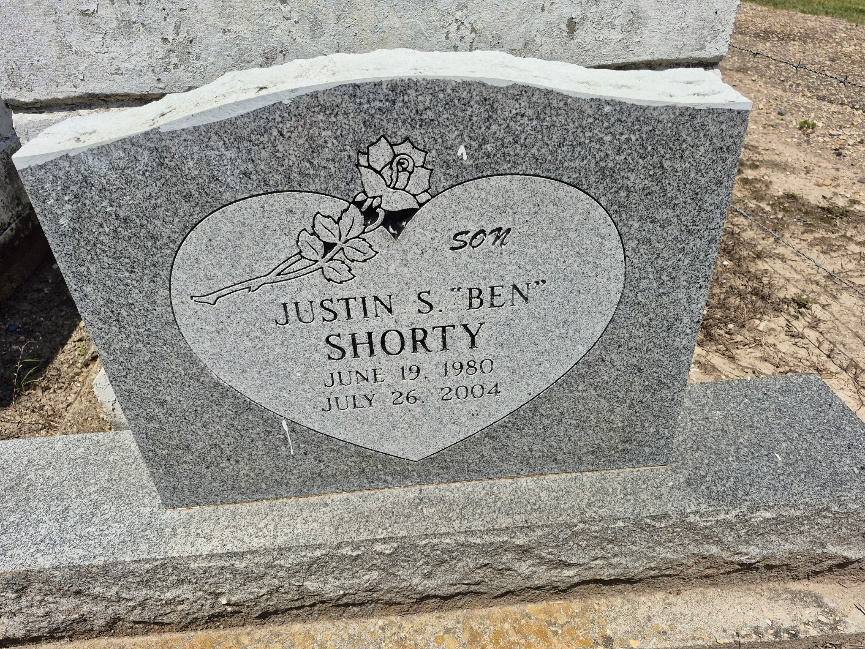 SON
JUSTIN S. "BEN"
SHORTY
JUNE 19, 1980
JULY 26, 2004